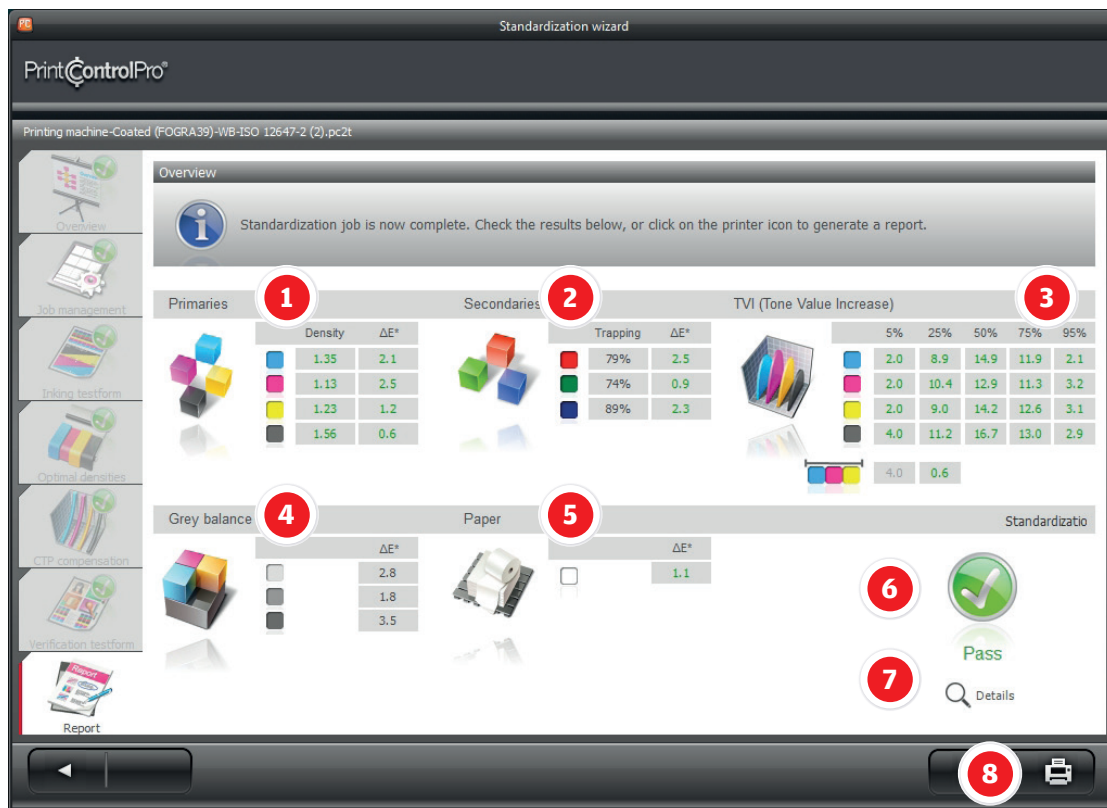 PC Standardization wizard
PrintControlPro®
Printing machine-Coated (FOGRA39)-WB-ISO 12647-2 (2).pc2t
Overview
Job management
Inking testform
Optimal densities
CTP compensation
Verification testform
Report
Report
Overview
Standardization job is now complete. Check the results below, or click on the printer icon to generate a report.
Primaries 1
Density ΔE*
1.35 2.1
1.13 2.5
1.23 1.2
1.56 0.6
Secondaries 2
Trapping ΔE*
79% 2.5
74% 0.9
89% 2.3
TVI (Tone Value Increase) 3
5% 25% 50% 75% 95%
2.0 8.9 14.9 11.9 2.1
2.0 10.4 12.9 11.3 3.2
2.0 9.0 14.2 12.6 3.1
4.0 11.2 16.7 13.0 2.9
4.0 0.6
Grey balance 4
ΔE*
2.8
1.8
3.5
Paper 5
ΔE*
1.1
Standardizatio
6
Pass
7
Details
8